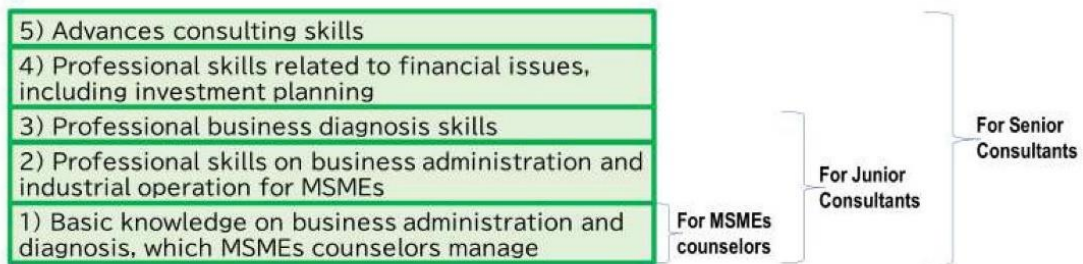 5) Advances consulting skills
4) Professional skills related to financial issues,
including investment planning
3) Professional business diagnosis skills
2) Professional skills on business administration and
industrial operation for MSMEs
1) Basic knowledge on business administration and
diagnosis, which MSMEs counselors manage
For MSMEs
counselors
For Junior
Consultants
For Senior
Consultants